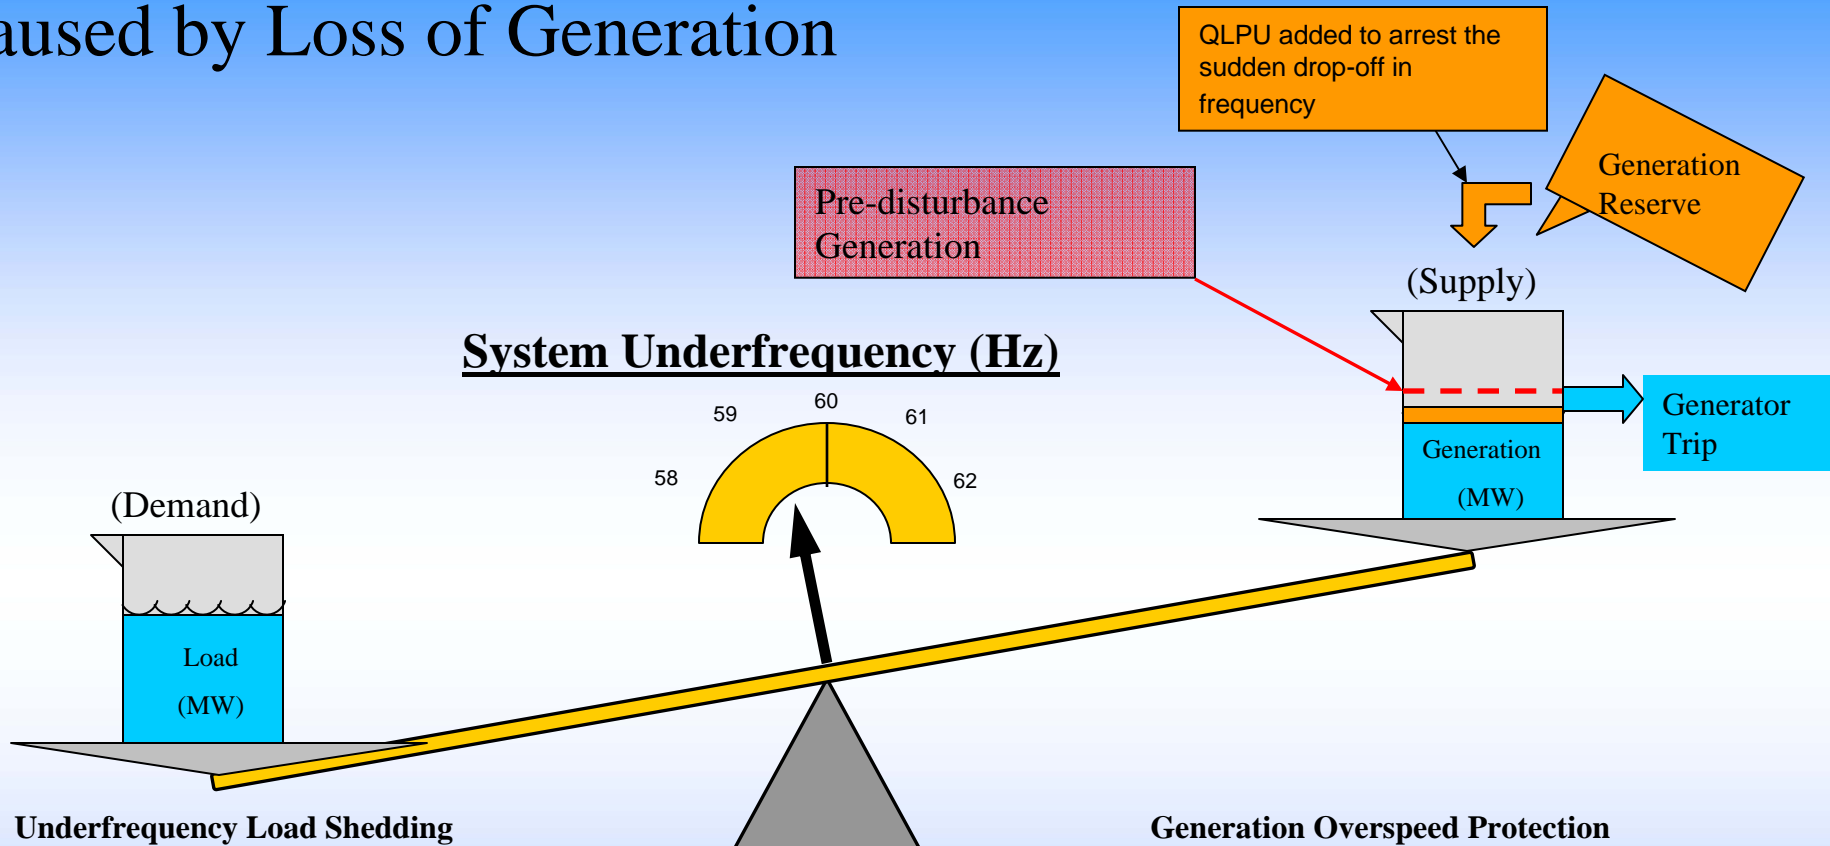 aused by Loss of Generation
QLPU added to arrest the
sudden drop-off in
frequency
Generation
Reserve
Pre-disturbance
Generation
(Supply)
System Underfrequency (Hz)
58
59
60
61
62
Generator
Trip
Generation
(MW)
(Demand)
Load
(MW)
Underfrequency Load Shedding
Generation Overspeed Protection